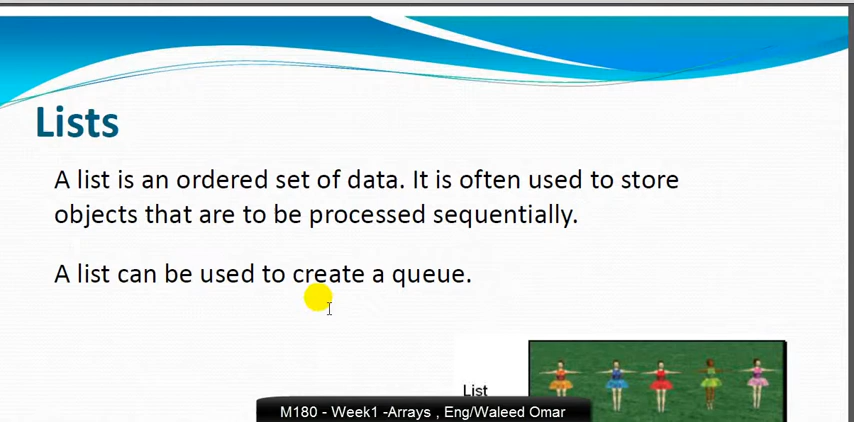 Lists
A list is an ordered set of data. It is often used to store
objects that are to be processed sequentially.
A list can be used to create a queue.
List
M180 - Week1 -Arrays , Eng/Waleed Omar